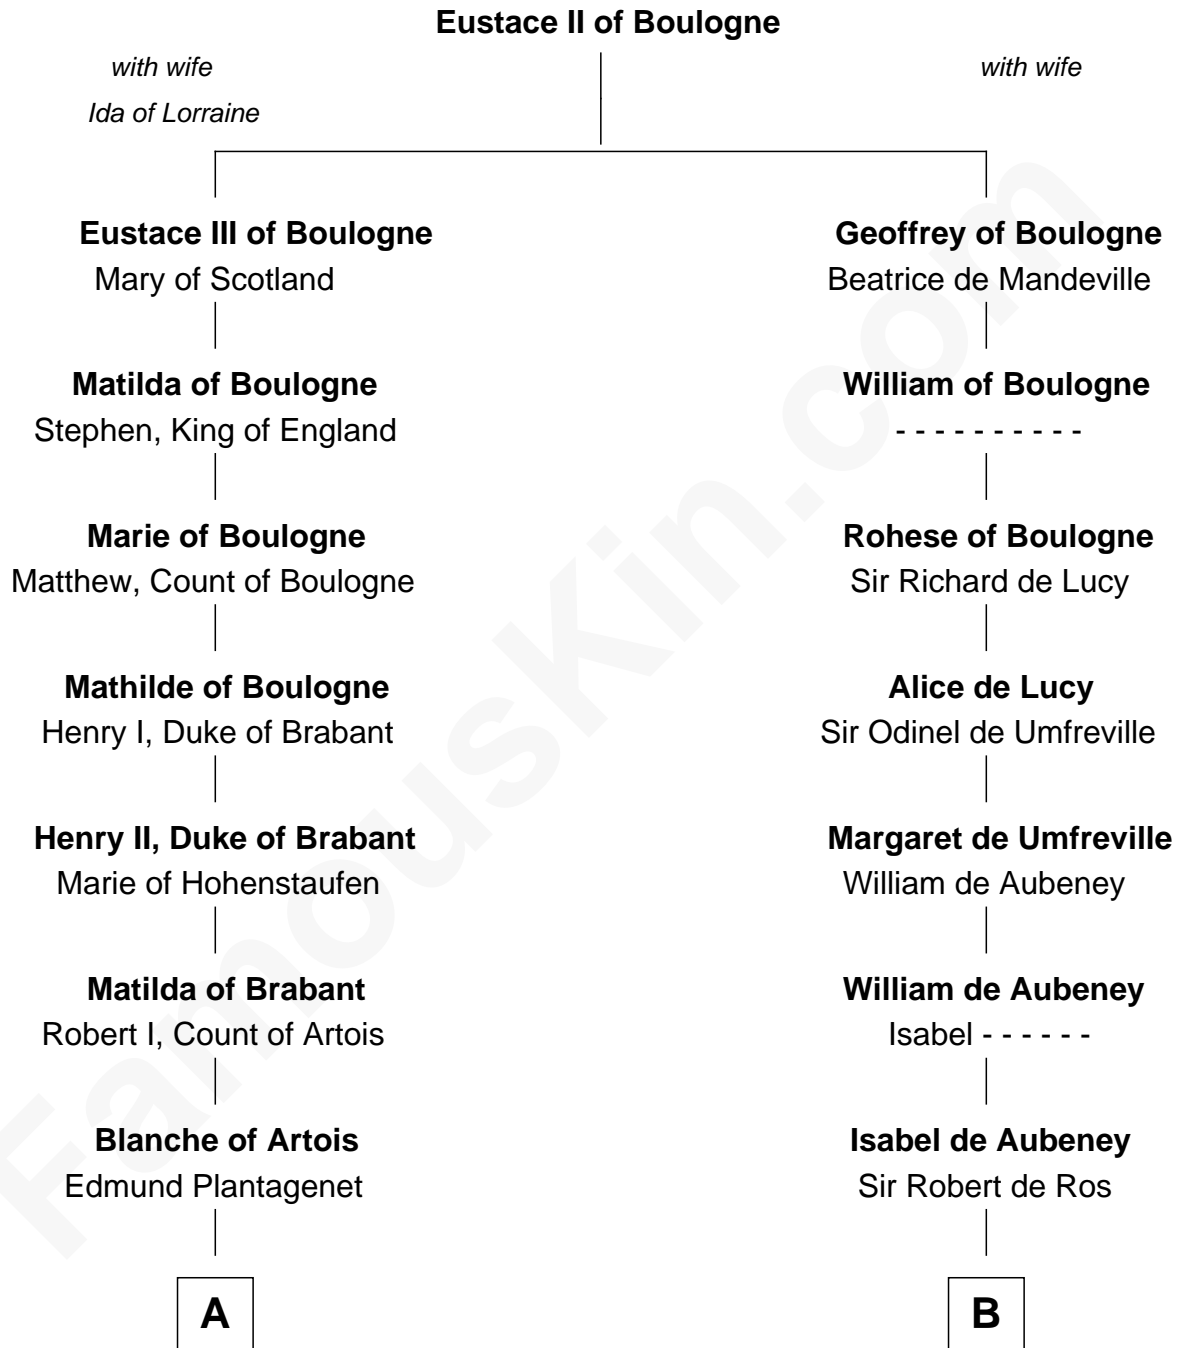 Eustace II of Boulogne
with wife
Ida of Lorraine
with wife
Eustace III of Boulogne
Mary of Scotland
Geoffrey of Boulogne
Beatrice de Mandeville
Matilda of Boulogne
Stephen, King of England
William of Boulogne
- - - - - - - - - -
Marie of Boulogne
Matthew, Count of Boulogne
Rohese of Boulogne
Sir Richard de Lucy
Mathilde of Boulogne
Henry I, Duke of Brabant
Alice de Lucy
Sir Odinel de Umfreville
Henry II, Duke of Brabant
Marie of Hohenstaufen
Margaret de Umfreville
William de Aubeney
Matilda of Brabant
Robert I, Count of Artois
William de Aubeney
Isabel - - - - - -
Blanche of Artois
Edmund Plantagenet
Isabel de Aubeney
Sir Robert de Ros
A
B
FamousKin.com